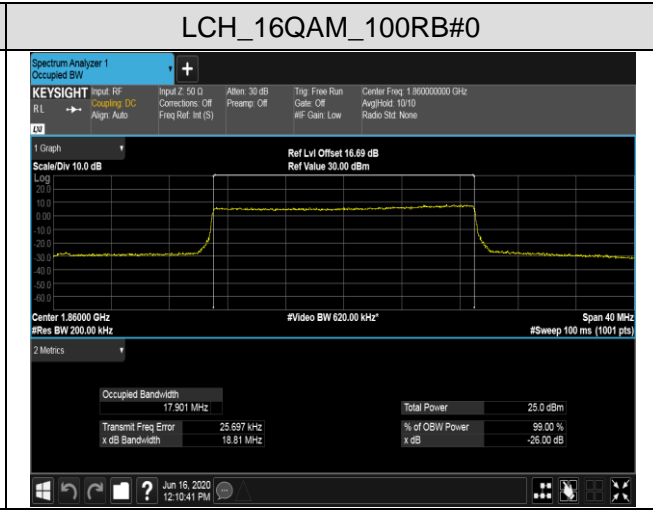 LCH_16QAM_100RB#0
Spectrum Analyzer 1
Occupied BW
+
KEYSIGHT Input: RF Input Z: 50 Ω Atten: 30 dB Trig: Free Run Center Freq: 1.860000000 GHz
RL Coupling: DC Corrections: Off Preamp: Off Gate: Off Avg|Hold: 10/10
Align: Auto Freq Ref: Int (S) #IF Gain: Low Radio Std: None
LXI
1 Graph
Ref Lvl Offset 16.69 dB
Scale/Div 10.0 dB Ref Value 30.00 dBm
Log
20.0
10.0
0.00
-10.0
-20.0
-30.0
-40.0
-50.0
-60.0
Center 1.86000 GHz #Video BW 620.00 kHz* Span 40 MHz
#Res BW 200.00 kHz #Sweep 100 ms (1001 pts)
2 Metrics
Occupied Bandwidth
17.901 MHz Total Power 25.0 dBm
Transmit Freq Error 25.697 kHz % of OBW Power 99.00 %
x dB Bandwidth 18.81 MHz x dB -26.00 dB
? Jun 16, 2020
12:10:41 PM